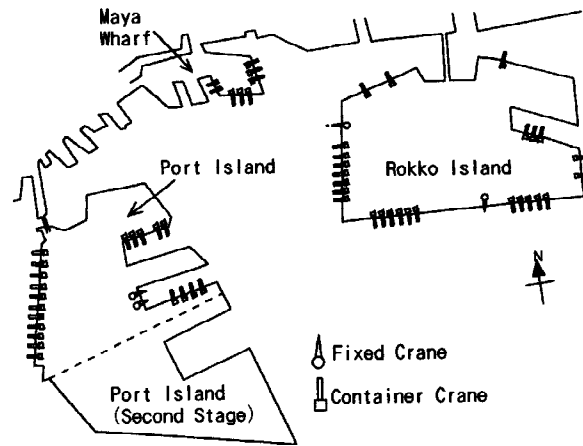 Maya
Wharf
Port Island
Rokko Island
N
Fixed Crane
Container Crane
Port Island
(Second Stage)